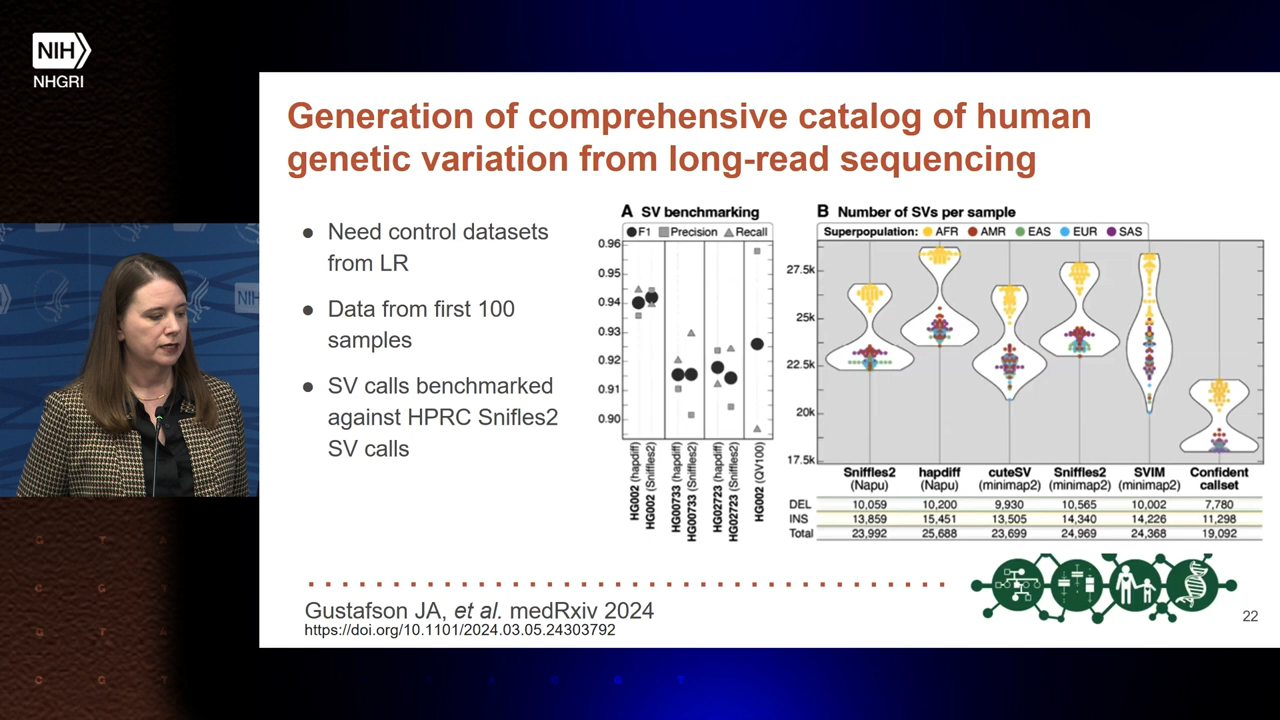 NIH
NHGRI
Generation of comprehensive catalog of human
genetic variation from long-read sequencing
● Need control datasets
from LR
● Data from first 100
samples
● SV calls benchmarked
against HPRC Snifles2
SV calls
A SV benchmarking
F1 Precision Recall
0.96
0.95
0.94
0.93
0.92
0.91
0.90
HG002 (hapdiff)
HG002 (Sniffles2)
HG00733 (hapdiff)
HG00733 (Sniffles2)
HG02723 (hapdiff)
HG02723 (Sniffles2)
HG002 (QV100)
B Number of SVs per sample
Superpopulation: AFR AMR EAS EUR SAS
27.5k
25k
22.5k
20k
17.5k
Sniffles2 hapdiff cuteSV Sniffles2 SVIM Confident
(Napu) (Napu) (minimap2) (minimap2) (minimap2) callset
DEL 10,059 10,200 9,930 10,565 10,002 7,780
INS 13,859 15,451 13,505 14,340 14,226 11,298
Total 23,992 25,688 23,699 24,969 24,368 19,092
Gustafson JA, et al. medRxiv 2024
https://doi.org/10.1101/2024.03.05.24303792
22